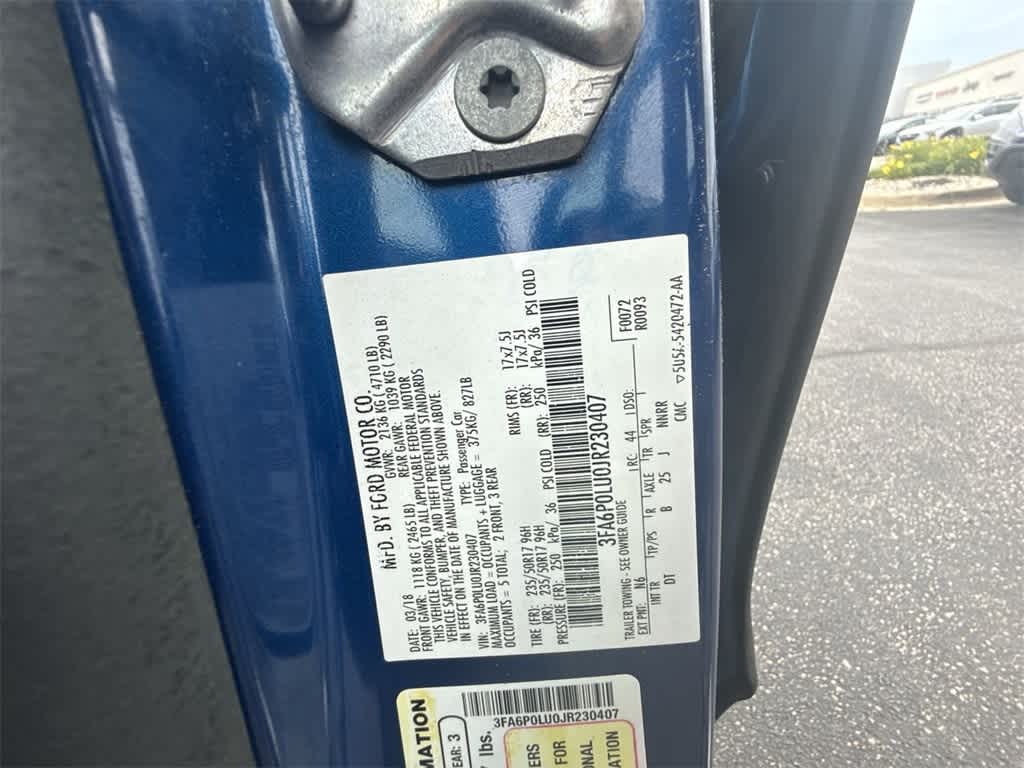 MFD. BY FORD MOTOR CO.
DATE: 03/18 GVWR: 2136 KG ( 4710 LB)
FRONT GAWR: 1118 KG ( 2465 LB) REAR GAWR: 1039 KG ( 2290 LB)
THIS VEHICLE CONFORMS TO ALL APPLICABLE FEDERAL MOTOR
VEHICLE SAFETY, BUMPER, AND THEFT PREVENTION STANDARDS
IN EFFECT ON THE DATE OF MANUFACTURE SHOWN ABOVE.
VIN: 3FA6P0LU0JR230407 TYPE: Passenger Car
MAXIMUM LOAD = OCCUPANTS + LUGGAGE = 375KG/ 827LB
OCCUPANTS = 5 TOTAL; 2 FRONT, 3 REAR
TIRE (FR): 235/50R17 96H RIMS (FR): 17x7.5J
(RR): 235/50R17 96H (RR): 17x7.5J
PRESSURE (FR): 250 kPa/ 36 PSI COLD (RR): 250 kPa/ 36 PSI COLD
3FA6P0LU0JR230407
TRAILER TOWING - SEE OWNER GUIDE RC: 44 DSO: F0072
EXT PNT: N6 R0093
INT TR TP/PS R AXLE TR SPR
DT B 25 J NNRR
CMC ▽5U5A-5420472-AA
3FA6P0LU0JR230407
MATION
EAR: 3
lbs.
ERS
FOR
ONAL
ATION